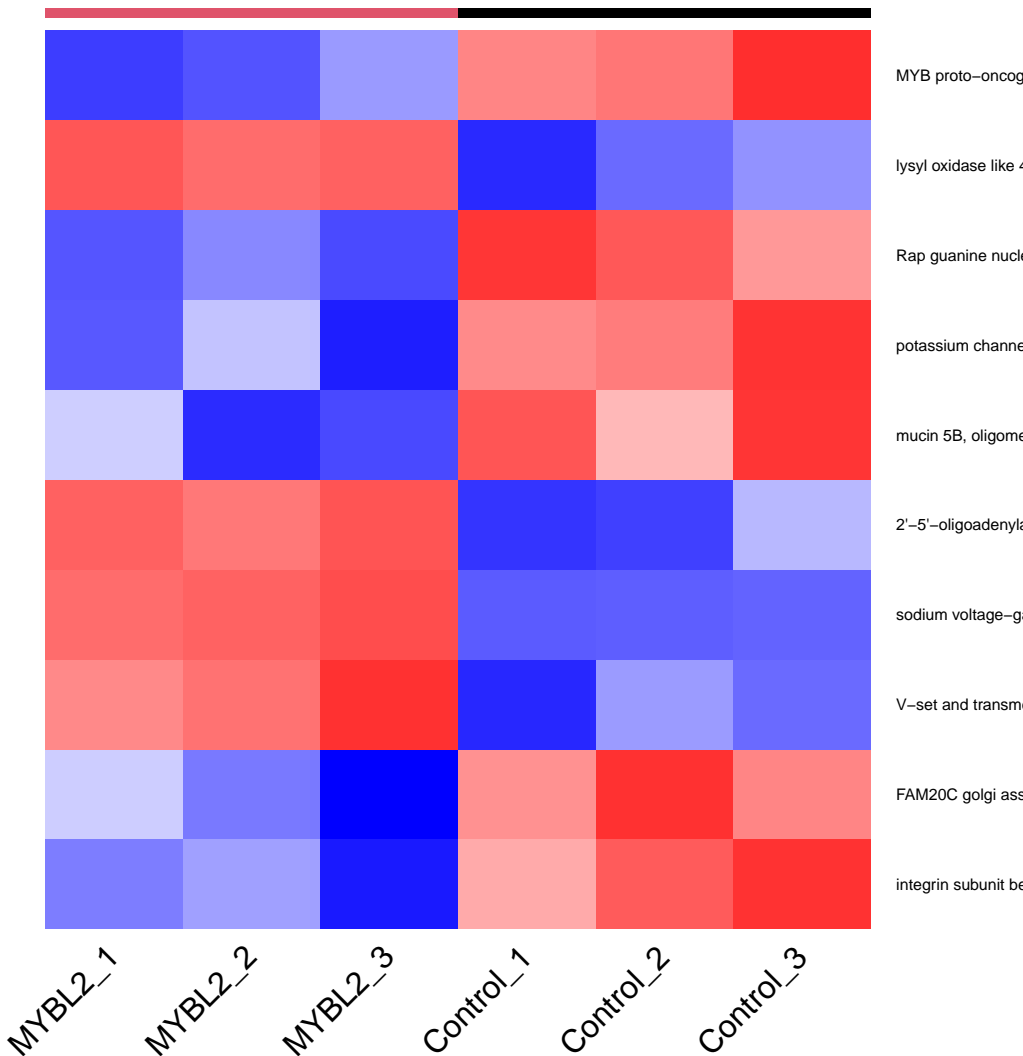 MYB proto−oncog
lysyl oxidase like 4
Rap guanine nucle
potassium channe
mucin 5B, oligome
2'−5'−oligoadenyla
sodium voltage−ga
V−set and transme
FAM20C golgi ass
integrin subunit be
MYBL2_1
MYBL2_2
MYBL2_3
Control_1
Control_2
Control_3